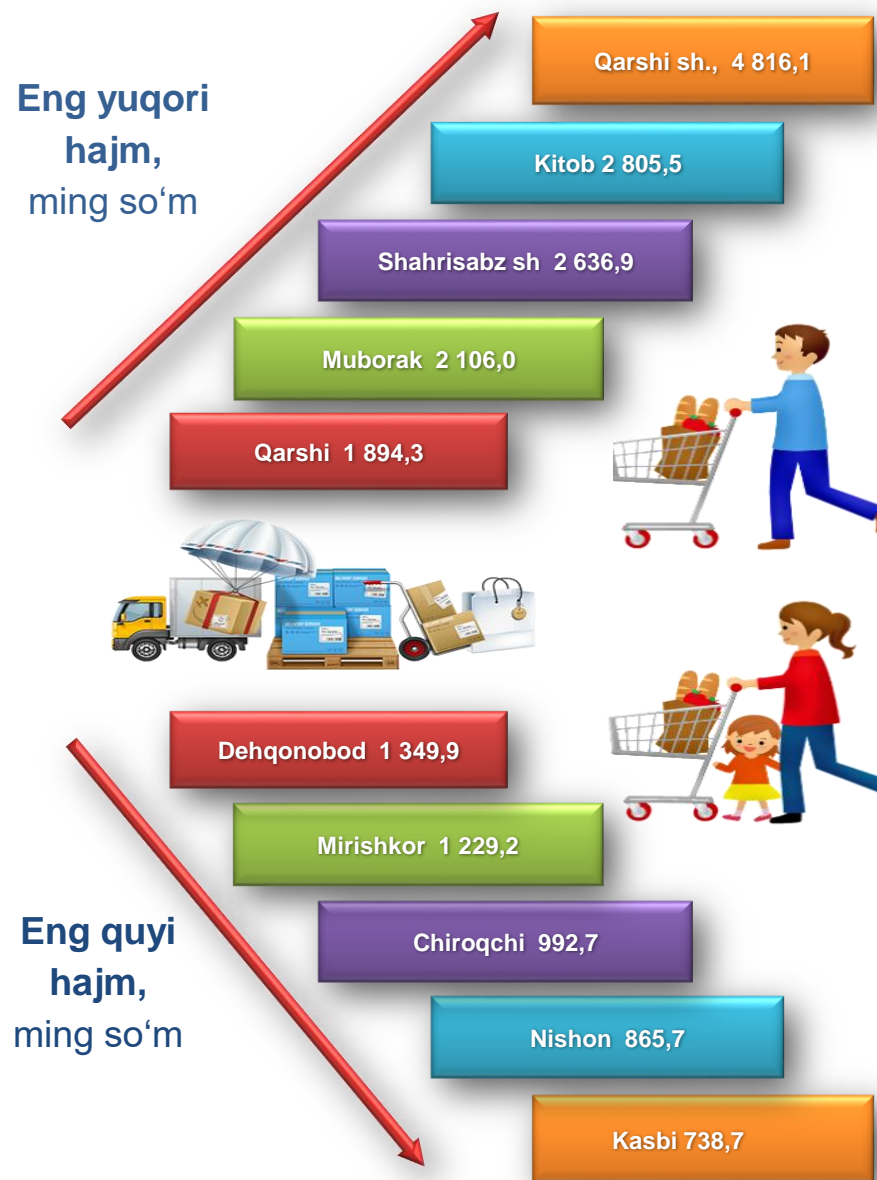 Eng yuqori
hajm,
ming so‘m
Qarshi sh., 4 816,1
Kitob 2 805,5
Shahrisabz sh 2 636,9
Muborak 2 106,0
Qarshi 1 894,3
Dehqonobod 1 349,9
Mirishkor 1 229,2
Chiroqchi 992,7
Nishon 865,7
Kasbi 738,7
Eng quyi
hajm,
ming so‘m